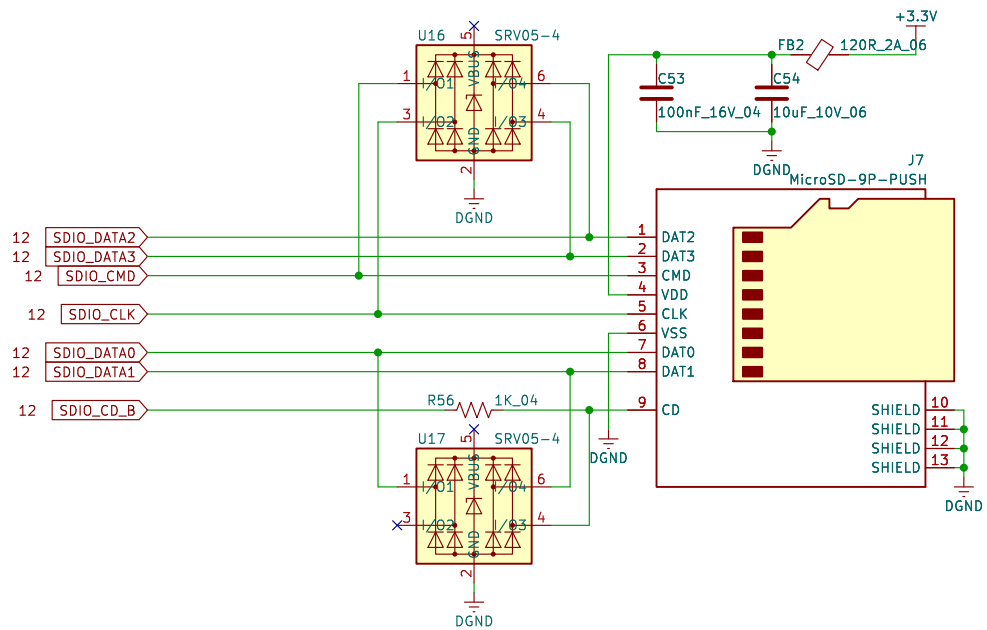 +3.3V
U16 SRV05-4
FB2 120R_2A_06
5
VBUS
1 I/O1 I/O4 6
3 I/O2 I/O3 4
GND
2
DGND
C53 C54
100nF_16V_04 10uF_10V_06
DGND
J7
MicroSD-9P-PUSH
12 SDIO_DATA2 1 DAT2
12 SDIO_DATA3 2 DAT3
12 SDIO_CMD 3 CMD
4 VDD
12 SDIO_CLK 5 CLK
6 VSS
12 SDIO_DATA0 7 DAT0
12 SDIO_DATA1 8 DAT1
12 SDIO_CD_B R56 1K_04 9 CD
SHIELD 10
SHIELD 11
SHIELD 12
SHIELD 13
DGND
DGND
U17 SRV05-4
5
VBUS
1 I/O1 I/O4 6
3 I/O2 I/O3 4
GND
2
DGND